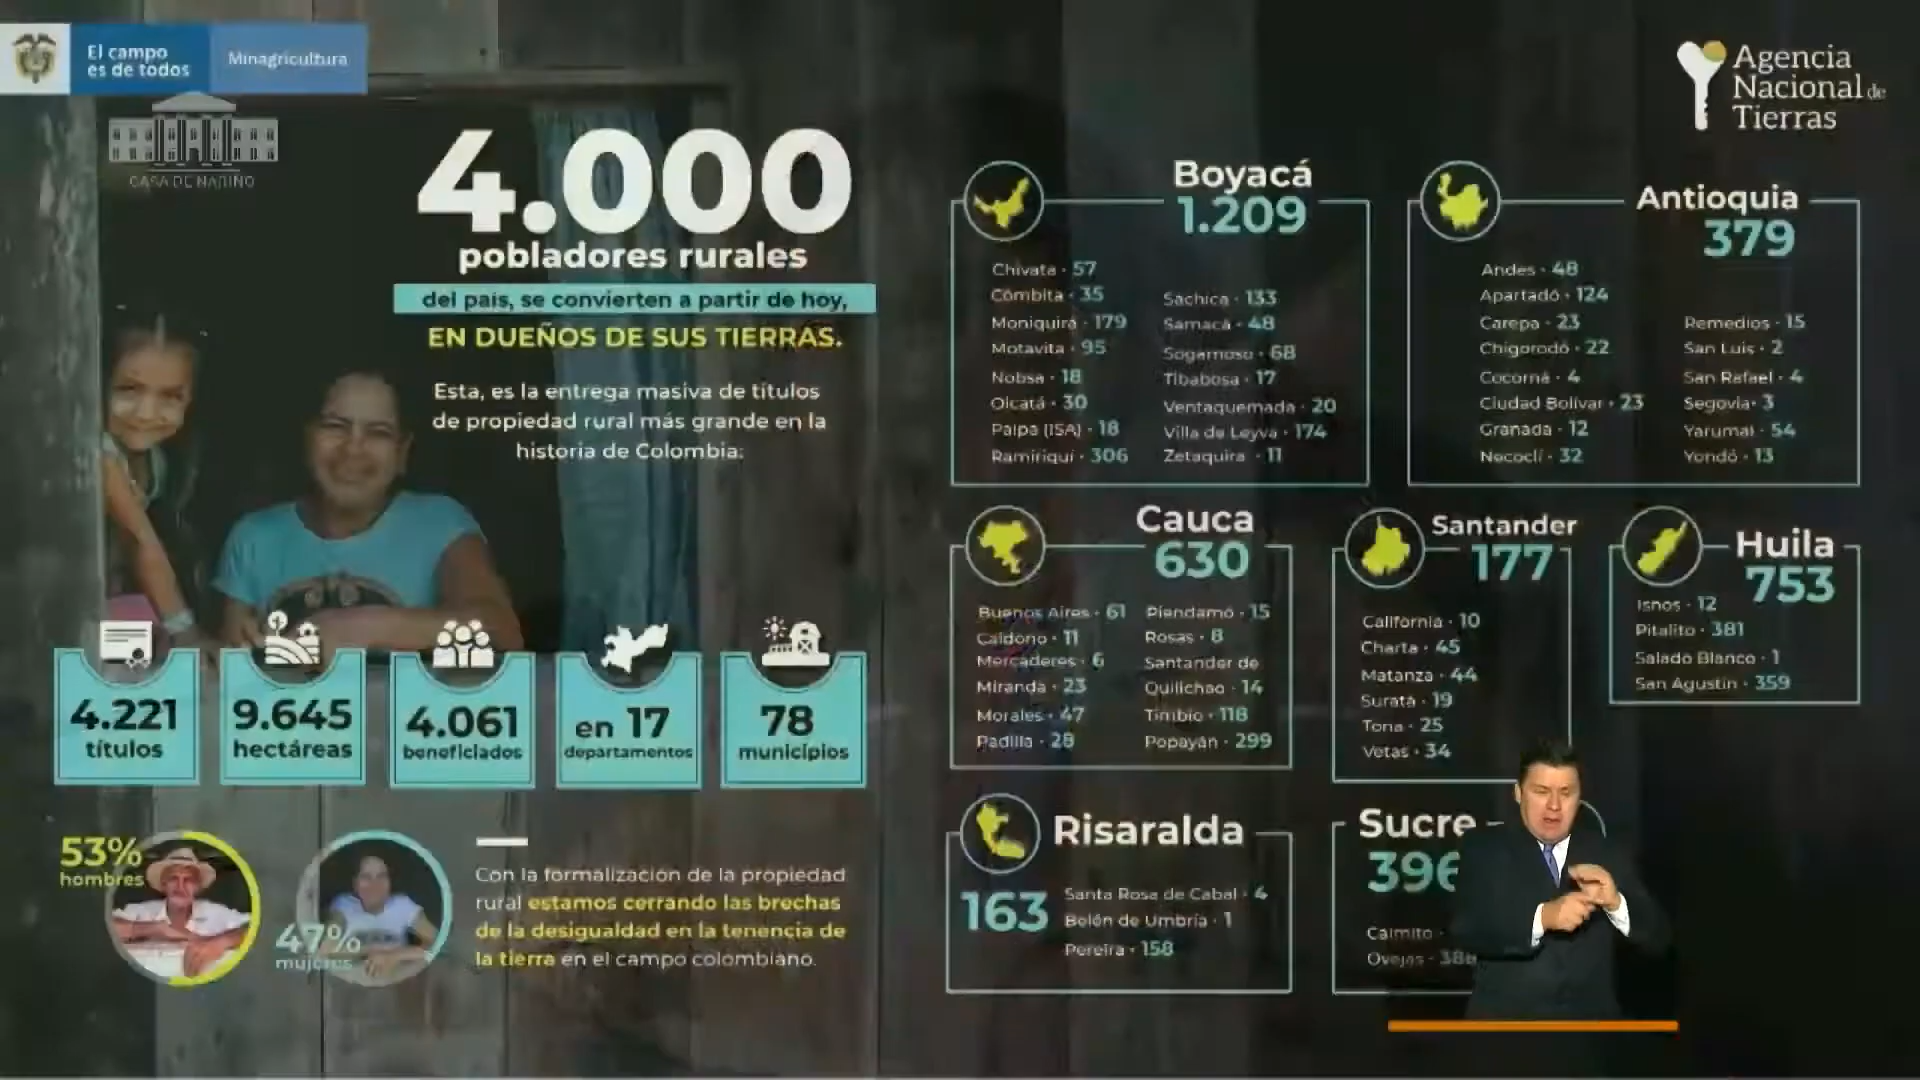 El campo
es de todos
Minagricultura
CASA DE NARIÑO
Agencia
Nacional de
Tierras
4.000
pobladores rurales
del país, se convierten a partir de hoy,
EN DUEÑOS DE SUS TIERRAS.
Esta, es la entrega masiva de títulos
de propiedad rural más grande en la
historia de Colombia:
4.221
títulos
9.645
hectáreas
4.061
beneficiados
en 17
departamentos
78
municipios
53%
hombres
47%
mujeres
Con la formalización de la propiedad
rural estamos cerrando las brechas
de la desigualdad en la tenencia de
la tierra en el campo colombiano.
Boyacá
1.209
Chivata · 57
Cómbita · 35
Moniquirá · 179
Motavita · 95
Nobsa · 18
Oicatá · 30
Paipa (ISA) · 18
Ramiriquí · 306
Sáchica · 133
Samacá · 48
Sogamoso · 68
Tibabosa · 17
Ventaquemada · 20
Villa de Leyva · 174
Zetaquira · 11
Antioquia
379
Andes · 48
Apartadó · 124
Carepa · 23
Chigorodó · 22
Cocorná · 4
Ciudad Bolívar · 23
Granada · 12
Necoclí · 32
Remedios · 15
San Luis · 2
San Rafael · 4
Segovia · 3
Yarumal · 54
Yondó · 13
Cauca
630
Buenos Aires · 61
Caldono · 11
Mercaderes · 6
Miranda · 23
Morales · 47
Padilla · 28
Piendamó · 15
Rosas · 8
Santander de
Quilichao · 14
Timbío · 118
Popayán · 299
Santander
177
California · 10
Charta · 45
Matanza · 44
Suratá · 19
Tona · 25
Vetas · 34
Huila
753
Isnos · 12
Pitalito · 381
Salado Blanco · 1
San Agustín · 359
Risaralda
163
Santa Rosa de Cabal · 4
Belén de Umbría · 1
Pereira · 158
Sucre
396
Caimito ·
Ovejas ·